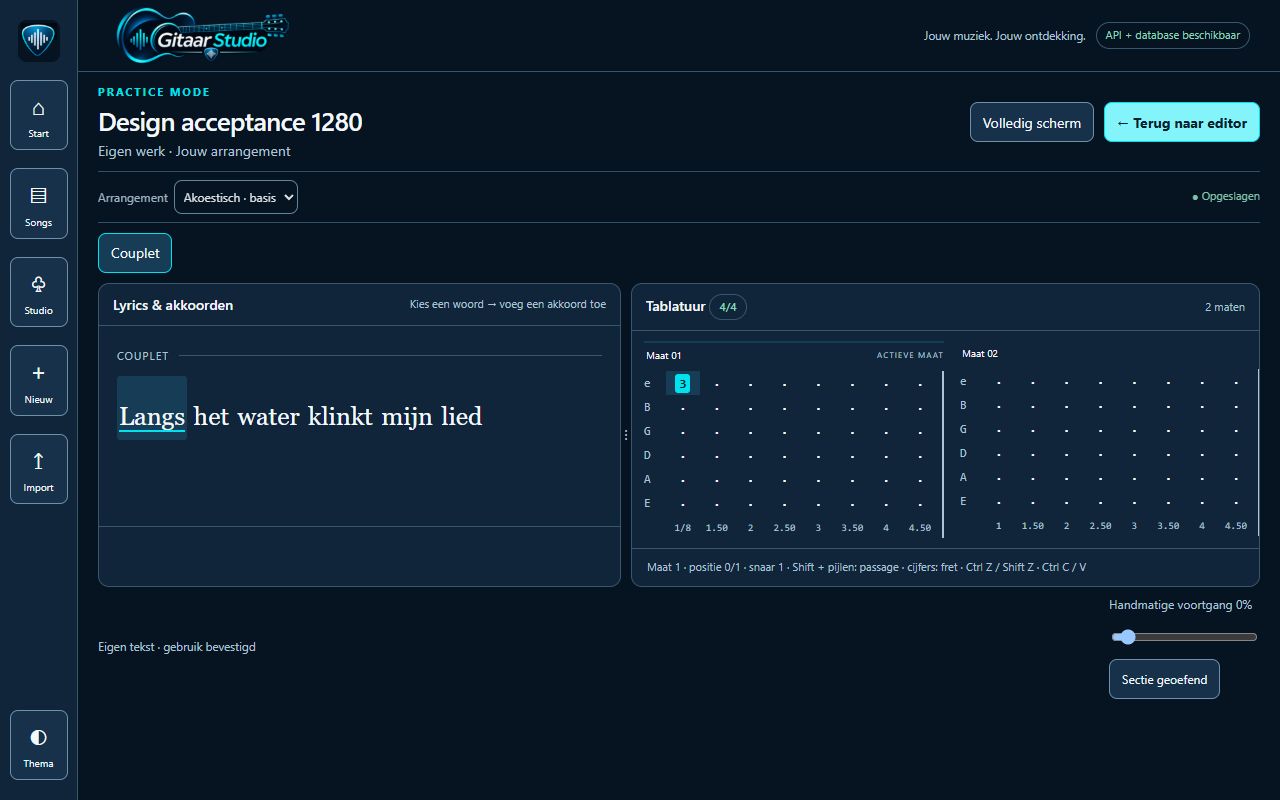 Gitaar Studio
Jouw muziek. Jouw ontdekking.
API + database beschikbaar
Start
Songs
Studio
Nieuw
Import
Thema
PRACTICE MODE
Design acceptance 1280
Eigen werk · Jouw arrangement
Volledig scherm
← Terug naar editor
Arrangement
Akoestisch · basis
● Opgeslagen
Couplet
Lyrics & akkoorden
Kies een woord → voeg een akkoord toe
COUPLET
Langs het water klinkt mijn lied
Tablatuur 4/4
2 maten
Maat 01
ACTIEVE MAAT
e 3 · · · · · · ·
B · · · · · · · ·
G · · · · · · · ·
D · · · · · · · ·
A · · · · · · · ·
E · · · · · · · ·
1/8 1.50 2 2.50 3 3.50 4 4.50
Maat 02
e · · · · · · · ·
B · · · · · · · ·
G · · · · · · · ·
D · · · · · · · ·
A · · · · · · · ·
E · · · · · · · ·
1 1.50 2 2.50 3 3.50 4 4.50
Maat 1 · positie 0/1 · snaar 1 · Shift + pijlen: passage · cijfers: fret · Ctrl Z / Shift Z · Ctrl C / V
Eigen tekst · gebruik bevestigd
Handmatige voortgang 0%
Sectie geoefend